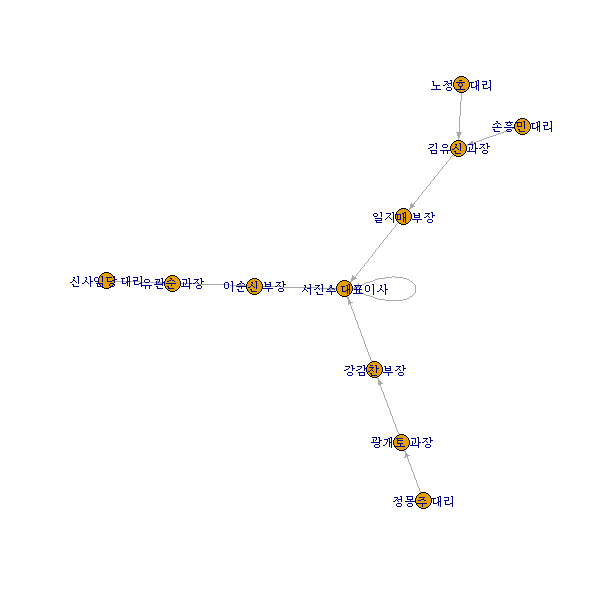 노정호 대리
손흥민 대리
김유신 과장
일지매 부장
신사임당 대리
유관순 과장
이순신 부장
서진수 대표이사
강감찬 부장
광개토 과장
정몽주 대리